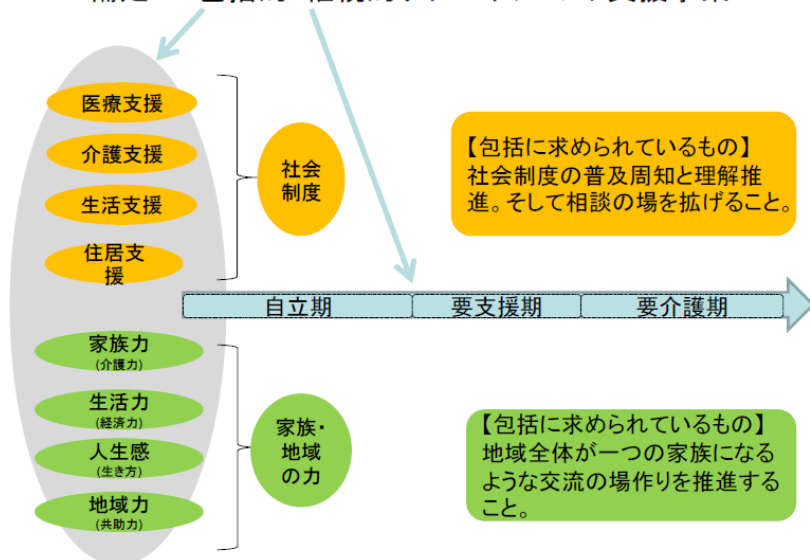 医療支援
介護支援
生活支援
住居支
援
社会
制度
【包括に求められているもの】
社会制度の普及周知と理解推
進。そして相談の場を拡げること。
自立期
要支援期
要介護期
家族力
(介護力)
生活力
(経済力)
人生感
(生き方)
地域力
(共助力)
家族・
地域
の力
【包括に求められているもの】
地域全体が一つの家族になる
ような交流の場作りを推進する
こと。